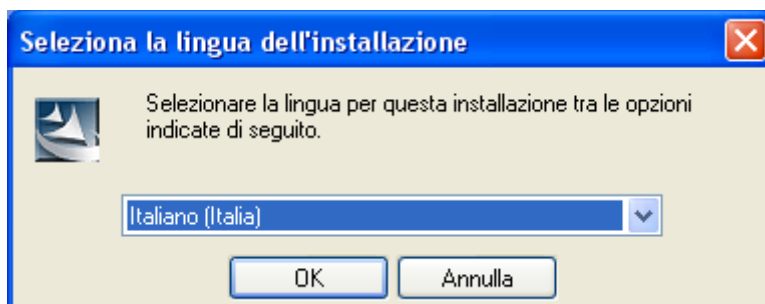 Seleziona la lingua dell'installazione
Selezionare la lingua per questa installazione tra le opzioni
indicate di seguito.
Italiano (Italia)
OK Annulla